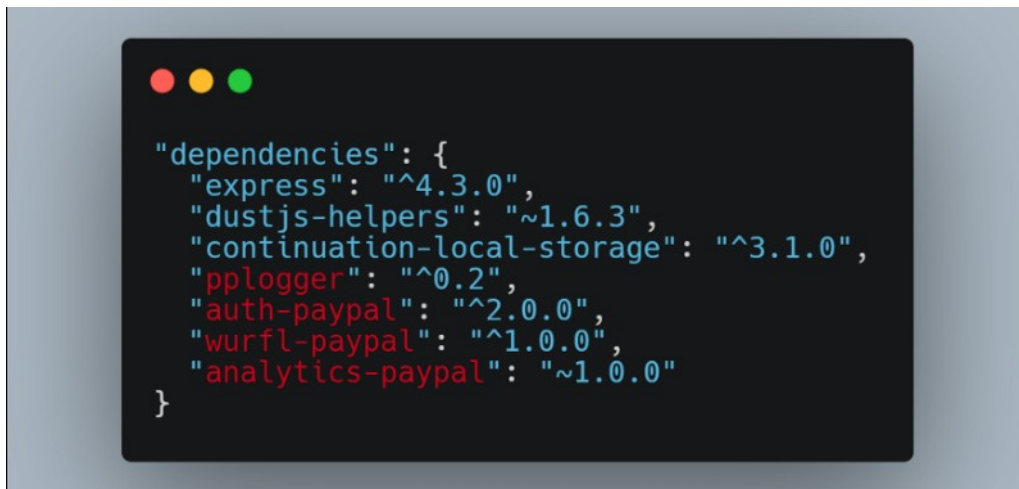 "dependencies": {
"express": "^4.3.0",
"dustjs-helpers": "~1.6.3",
"continuation-local-storage": "^3.1.0",
"pplogger": "^0.2",
"auth-paypal": "^2.0.0",
"wurfl-paypal": "^1.0.0",
"analytics-paypal": "~1.0.0"
}